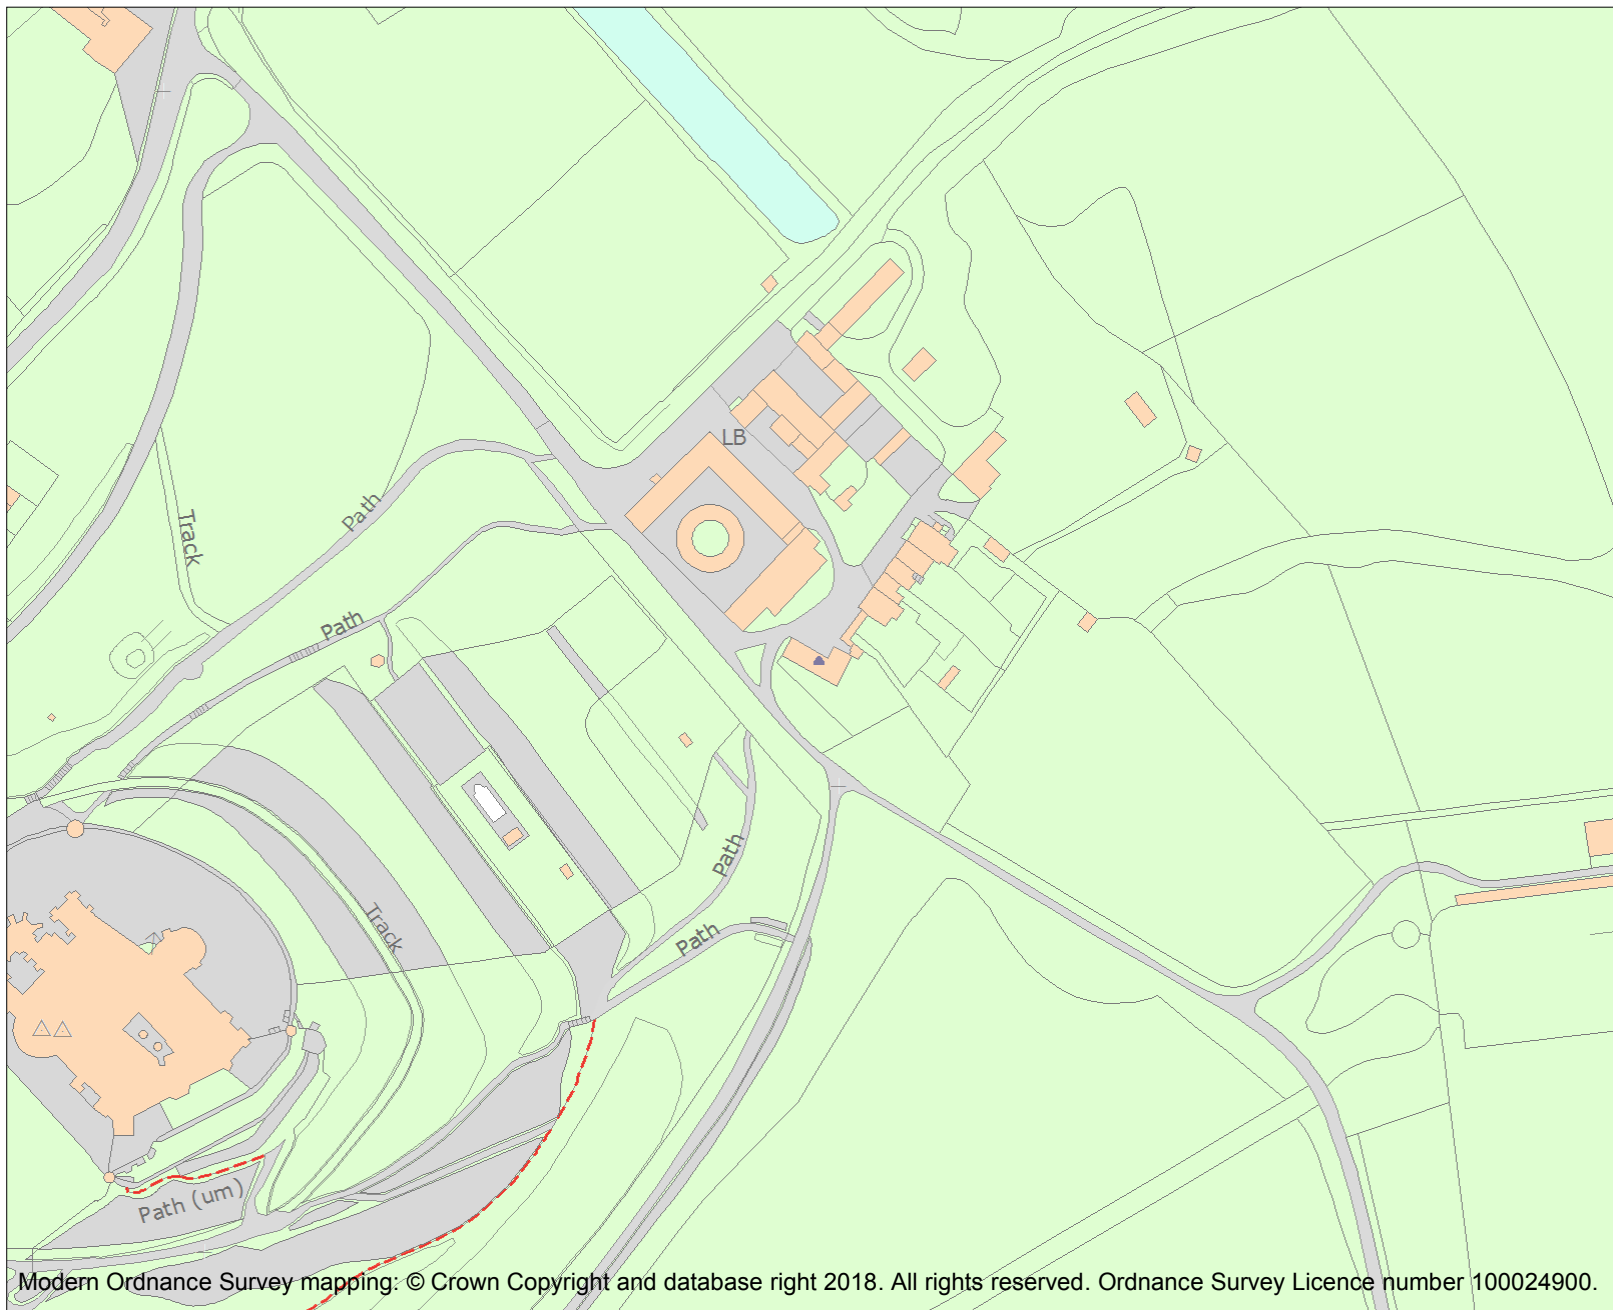 LB
Path
Track
Path
Path
Track
Path
Path (um)
Modern Ordnance Survey mapping: © Crown Copyright and database right 2018. All rights reserved. Ordnance Survey Licence number 100024900.